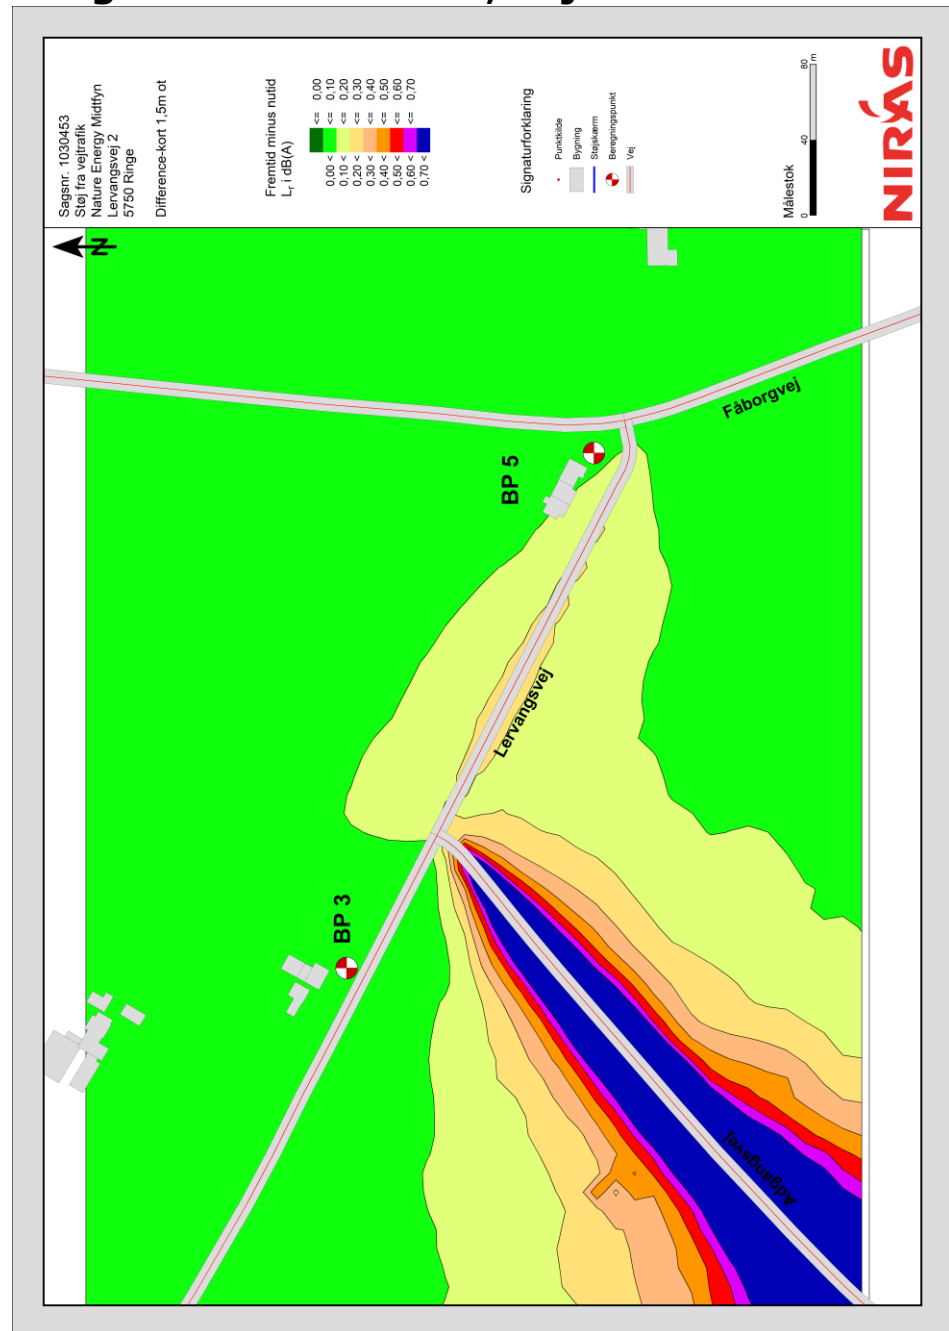 Sagsnr. 1030453
Støj fra vejtrafik
Nature Energy Midtfyn
Lervangsvej 2
5750 Ringe
Difference-kort 1,5m ot
Fremtid minus nutid
Lr i dB(A)
<= 0,00
0,00 < <= 0,10
0,10 < <= 0,20
0,20 < <= 0,30
0,30 < <= 0,40
0,40 < <= 0,50
0,50 < <= 0,60
0,60 < <= 0,70
0,70 <
Signaturforklaring
Punktkilde
Bygning
Støjskærm
Beregningspunkt
Vej
Målestok
0 40 80
m
NIRÁS
N
Fåborgvej
BP 5
Lervangsvej
BP 3
Adgangsvej